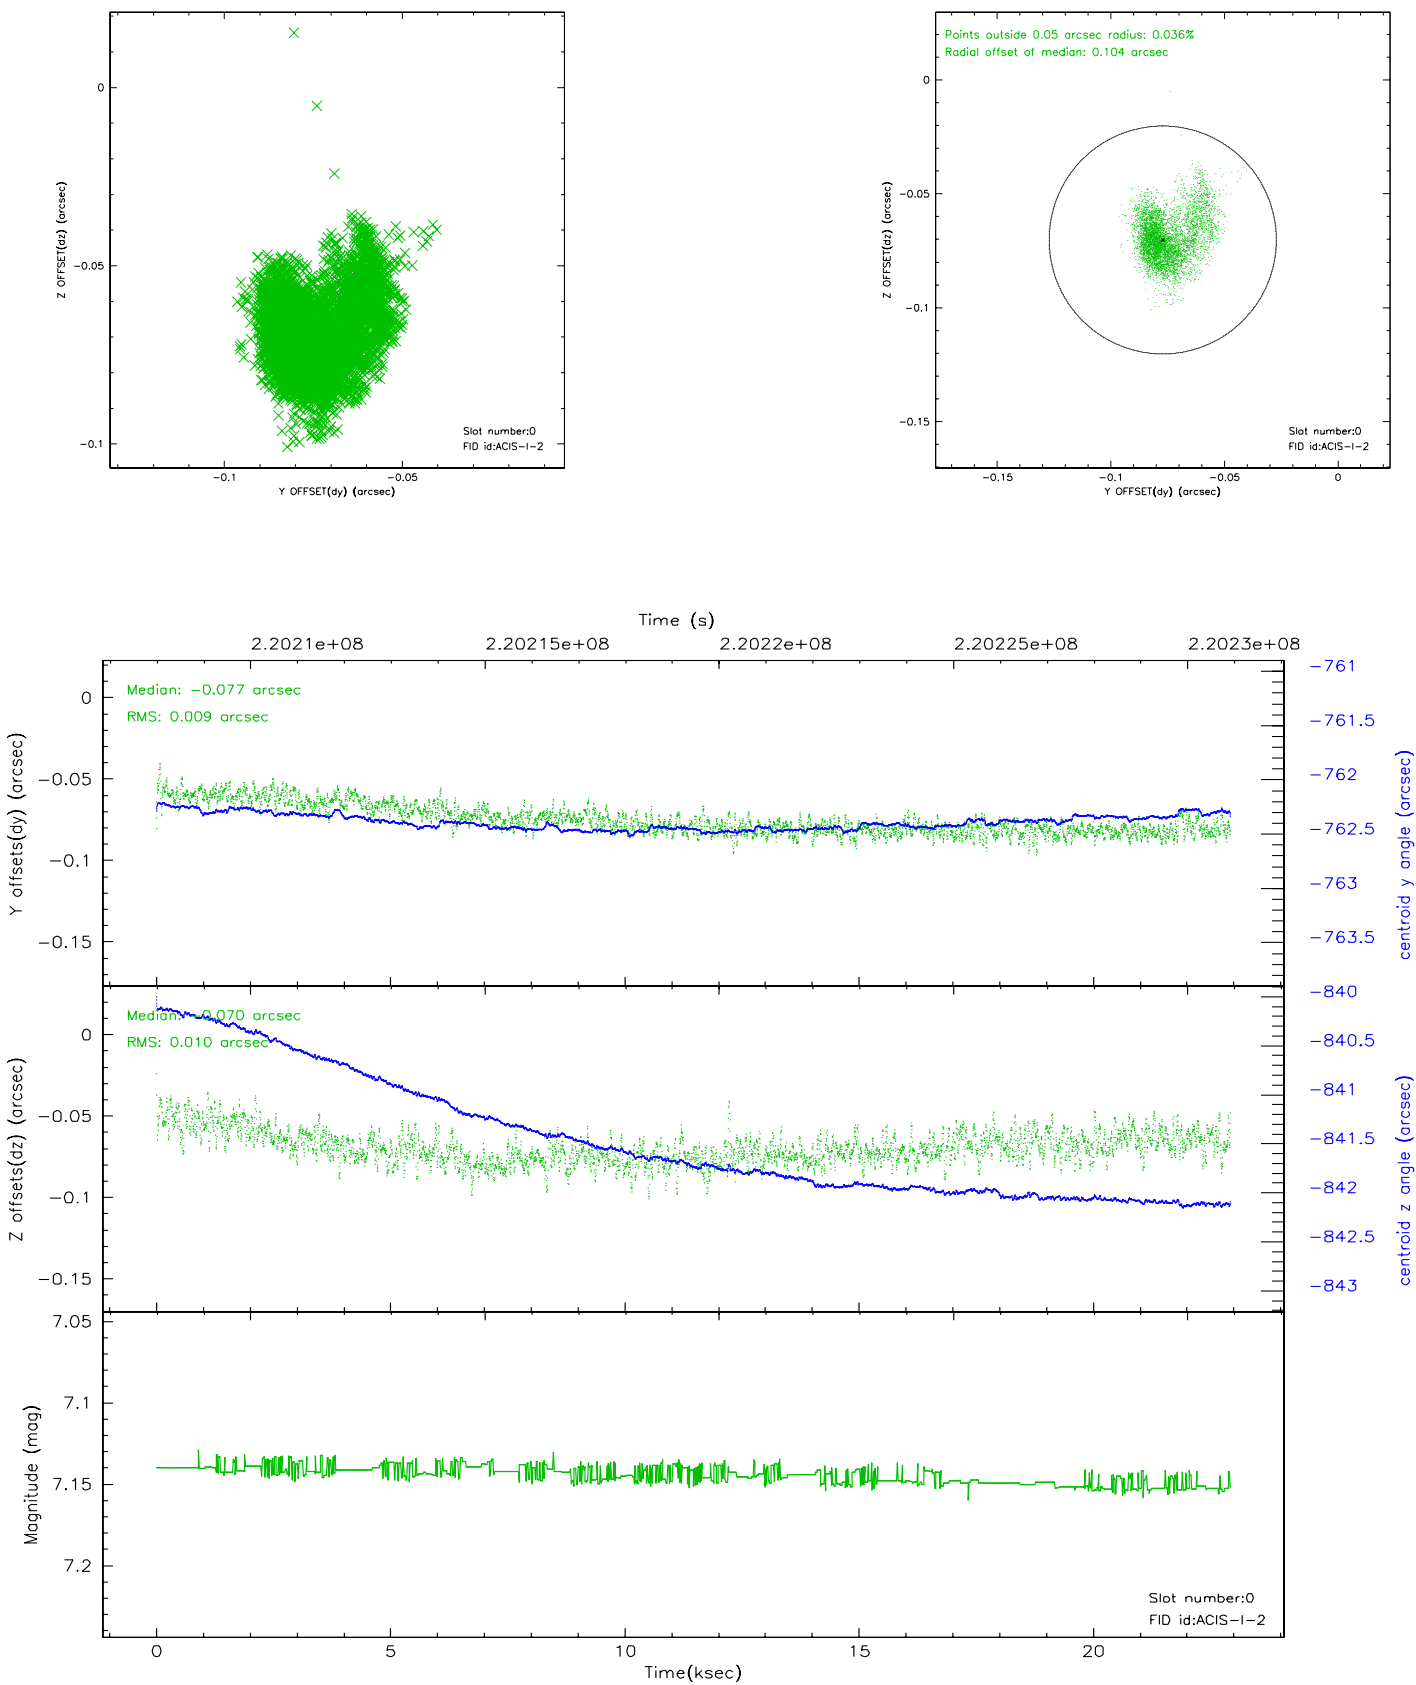 0
−0.05
−0.1
Z OFFSET(dz) (arcsec)
Slot number:0
FID id:ACIS−I−2
−0.1 −0.05
Y OFFSET(dy) (arcsec)
Points outside 0.05 arcsec radius: 0.036%
Radial offset of median: 0.104 arcsec
0
−0.05
−0.1
−0.15
Z OFFSET(dz) (arcsec)
Slot number:0
FID id:ACIS−I−2
−0.15 −0.1 −0.05 0
Y OFFSET(dy) (arcsec)
Time (s)
2.2021e+08 2.20215e+08 2.2022e+08 2.20225e+08 2.2023e+08
Median: −0.077 arcsec
RMS: 0.009 arcsec
0
−0.05
−0.1
−0.15
Y offsets(dy) (arcsec)
−761
−761.5
−762
−762.5
−763
−763.5
centroid y angle (arcsec)
Median: −0.070 arcsec
RMS: 0.010 arcsec
0
−0.05
−0.1
−0.15
Z offsets(dz) (arcsec)
−840
−840.5
−841
−841.5
−842
−842.5
−843
centroid z angle (arcsec)
7.05
7.1
7.15
7.2
Magnitude (mag)
Slot number:0
FID id:ACIS−I−2
0 5 10 15 20
Time(ksec)